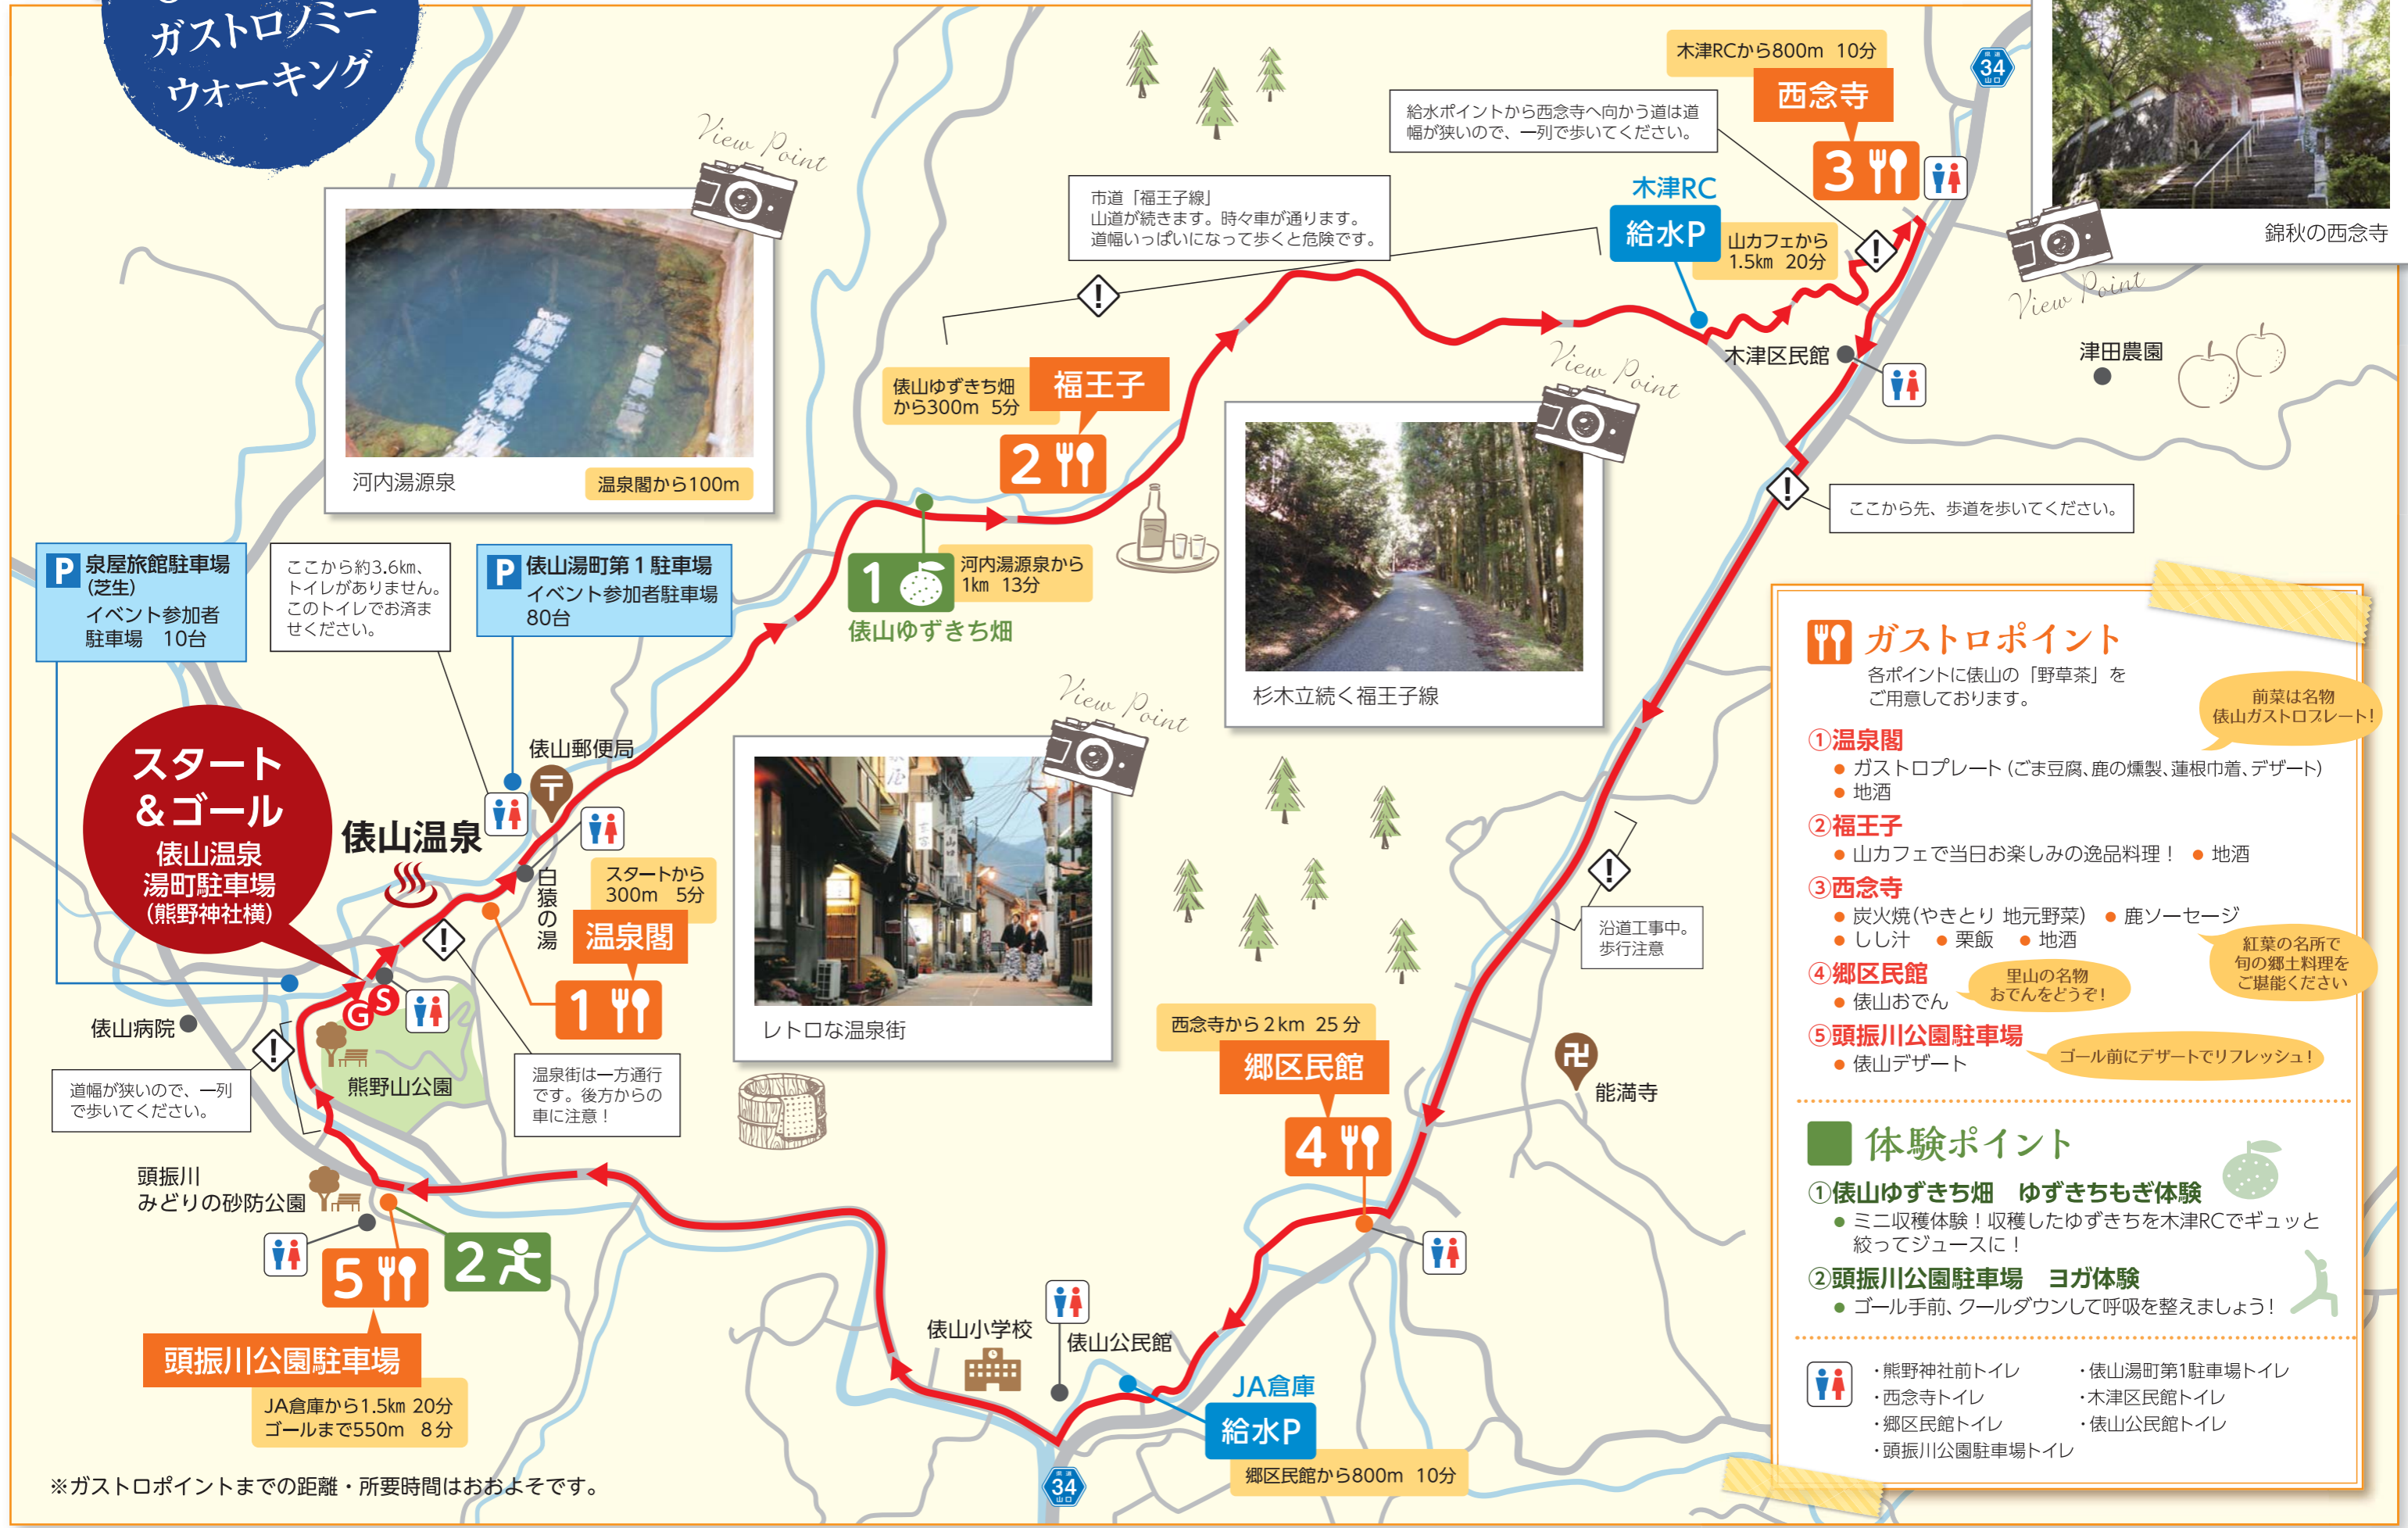 ガストロノミー
ウォーキング
View Point
河内湯源泉
温泉閣から100m
木津RCから800m 10分
西念寺
3
県道
34
山口
錦秋の西念寺
View Point
給水ポイントから西念寺へ向かう道は道
幅が狭いので、一列で歩いてください。
市道「福王子線」
山道が続きます。時々車が通ります。
道幅いっぱいになって歩くと危険です。
木津RC
給水P
山カフェから
1.5km 20分
木津区民館
津田農園
俵山ゆずきち畑
から300m 5分
福王子
2
View Point
杉木立続く福王子線
ここから先、歩道を歩いてください。
P 泉屋旅館駐車場
(芝生)
イベント参加者
駐車場 10台
ここから約3.6km、
トイレがありません。
このトイレでお済ま
せください。
P 俵山湯町第1駐車場
イベント参加者駐車場
80台
1
河内湯源泉から
1km 13分
俵山ゆずきち畑
View Point
レトロな温泉街
スタート
&ゴール
俵山温泉
湯町駐車場
(熊野神社横)
俵山温泉
俵山郵便局
白猿の湯
スタートから
300m 5分
温泉閣
1
G
S
俵山病院
熊野山公園
道幅が狭いので、一列
で歩いてください。
温泉街は一方通行
です。後方からの
車に注意!
沿道工事中。
歩行注意
西念寺から2km 25分
郷区民館
4
能満寺
頭振川
みどりの砂防公園
5
2
頭振川公園駐車場
JA倉庫から1.5km 20分
ゴールまで550m 8分
俵山小学校
俵山公民館
JA倉庫
給水P
郷区民館から800m 10分
県道
34
山口
※ガストロポイントまでの距離・所要時間はおおよそです。
ガストロポイント
各ポイントに俵山の「野草茶」を
ご用意しております。
前菜は名物
俵山ガストロプレート!
①温泉閣
● ガストロプレート(ごま豆腐、鹿の燻製、蓮根巾着、デザート)
● 地酒
②福王子
● 山カフェで当日お楽しみの逸品料理! ● 地酒
③西念寺
● 炭火焼(やきとり 地元野菜) ● 鹿ソーセージ
● しし汁 ● 栗飯 ● 地酒
紅葉の名所で
旬の郷土料理を
ご堪能ください
④郷区民館
● 俵山おでん
里山の名物
おでんをどうぞ!
⑤頭振川公園駐車場
● 俵山デザート
ゴール前にデザートでリフレッシュ!
体験ポイント
①俵山ゆずきち畑 ゆずきちもぎ体験
● ミニ収穫体験!収穫したゆずきちを木津RCでギュッと
絞ってジュースに!
②頭振川公園駐車場 ヨガ体験
● ゴール手前、クールダウンして呼吸を整えましょう!
・熊野神社前トイレ ・俵山湯町第1駐車場トイレ
・西念寺トイレ ・木津区民館トイレ
・郷区民館トイレ ・俵山公民館トイレ
・頭振川公園駐車場トイレ